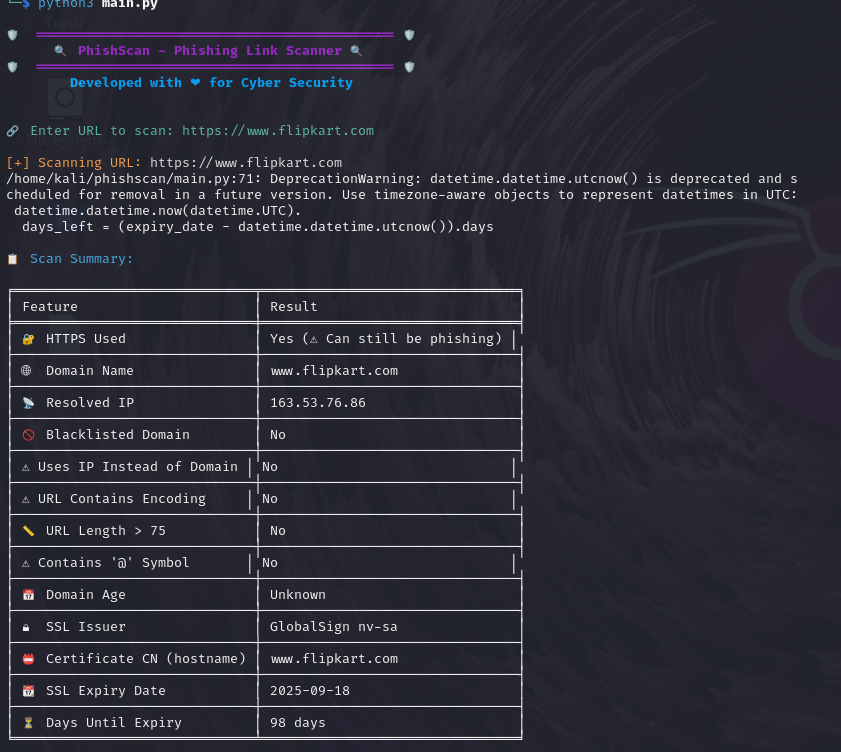 └─$ python3 main.py
Trash
🛡️ ═════════════════════════════════════════════ 🛡️
🔍 PhishScan - Phishing Link Scanner 🔍
🛡️ ═════════════════════════════════════════════ 🛡️
Developed with ❤ for Cyber Security
File System
🔗 Enter URL to scan: https://www.flipkart.com
[+] Scanning URL: https://www.flipkart.com
/home/kali/phishscan/main.py:71: DeprecationWarning: datetime.datetime.utcnow() is deprecated and s
cheduled for removal in a future version. Use timezone-aware objects to represent datetimes in UTC:
datetime.datetime.now(datetime.UTC).
days_left = (expiry_date - datetime.datetime.utcnow()).days
📋 Scan Summary:
Feature Result
🔐 HTTPS Used Yes (⚠ Can still be phishing)
🌐 Domain Name www.flipkart.com
📡 Resolved IP 163.53.76.86
🚫 Blacklisted Domain No
⚠ Uses IP Instead of Domain No
⚠ URL Contains Encoding No
📏 URL Length > 75 No
⚠ Contains '@' Symbol No
📅 Domain Age Unknown
🔒 SSL Issuer GlobalSign nv-sa
📛 Certificate CN (hostname) www.flipkart.com
📆 SSL Expiry Date 2025-09-18
⏳ Days Until Expiry 98 days